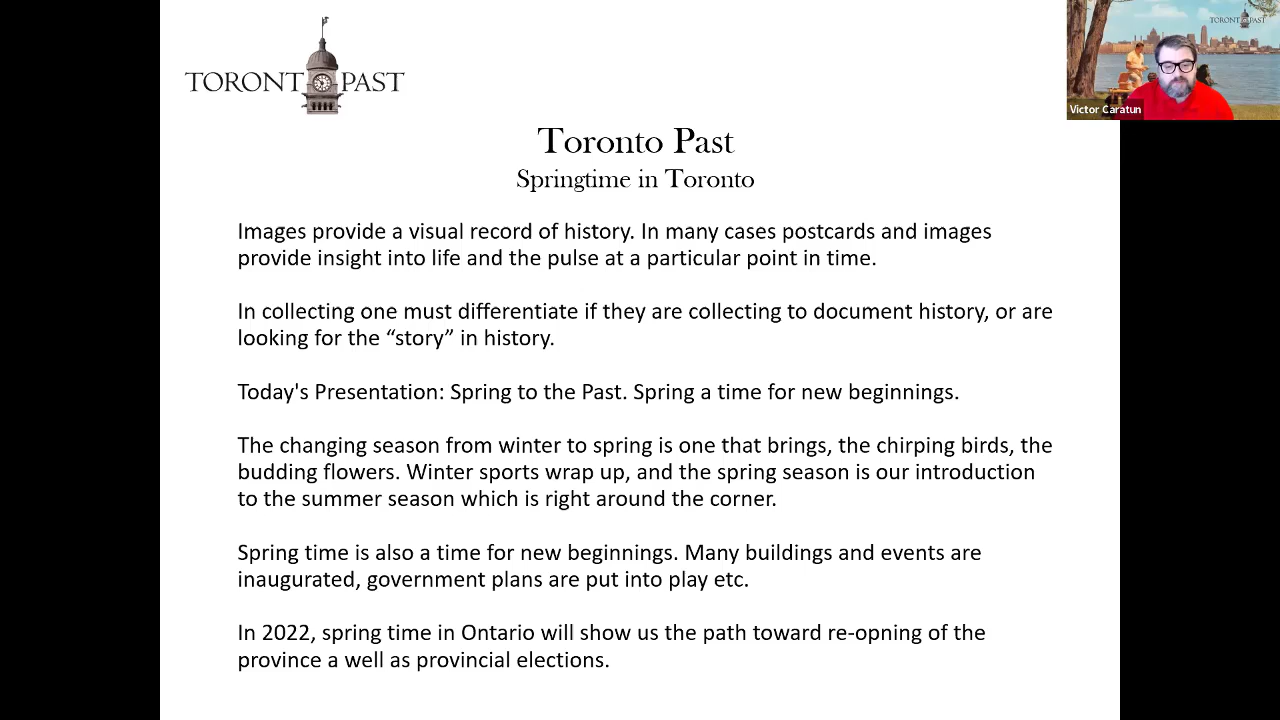 TORONT PAST
TORONT PAST
Victor Caratun
Toronto Past
Springtime in Toronto
Images provide a visual record of history. In many cases postcards and images
provide insight into life and the pulse at a particular point in time.
In collecting one must differentiate if they are collecting to document history, or are
looking for the “story” in history.
Today's Presentation: Spring to the Past. Spring a time for new beginnings.
The changing season from winter to spring is one that brings, the chirping birds, the
budding flowers. Winter sports wrap up, and the spring season is our introduction
to the summer season which is right around the corner.
Spring time is also a time for new beginnings. Many buildings and events are
inaugurated, government plans are put into play etc.
In 2022, spring time in Ontario will show us the path toward re-opning of the
province a well as provincial elections.